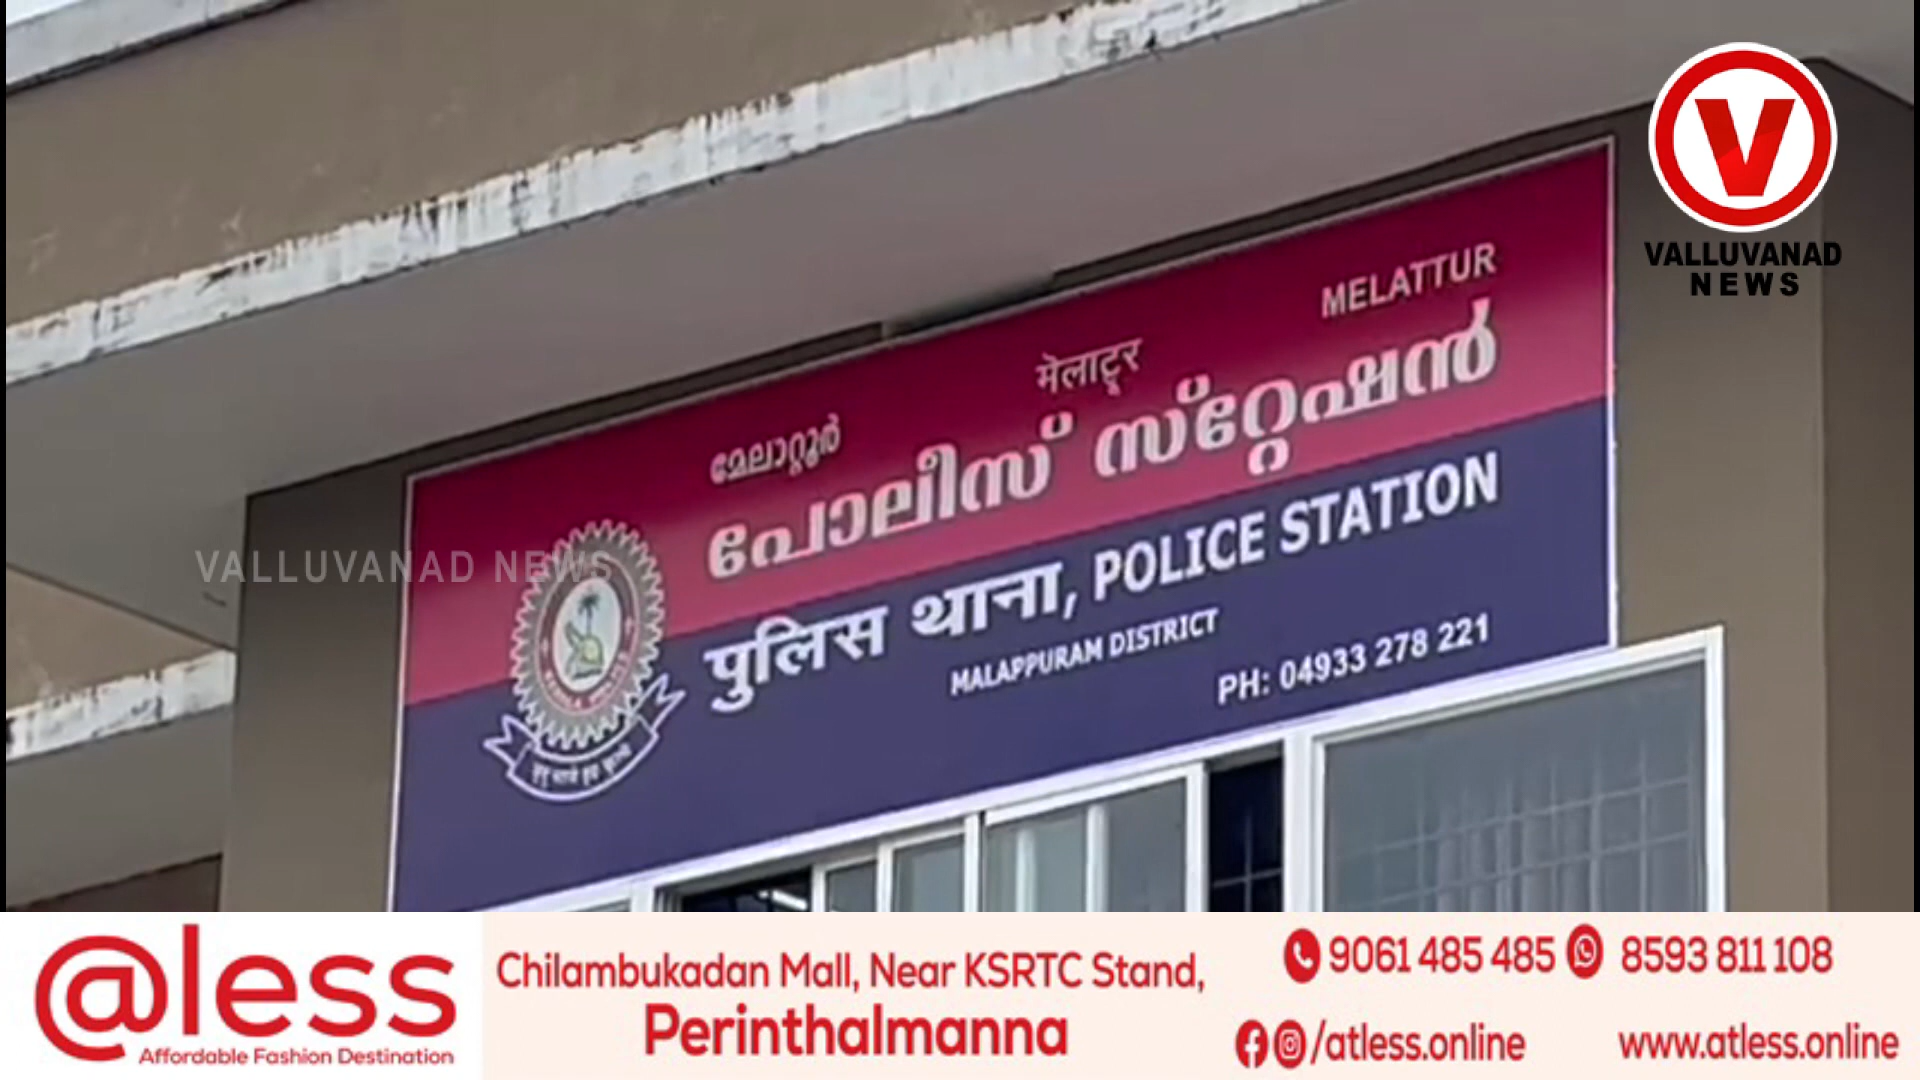 V
VALLUVANAD
NEWS
MELATTUR
मेलाटूर
മേലാറ്റൂർ
പോലീസ് സ്റ്റേഷൻ
पुलिस थाना, POLICE STATION
MALAPPURAM DISTRICT
PH: 04933 278 221
VALLUVANAD NEWS
@less
Affordable Fashion Destination
Chilambukadan Mall, Near KSRTC Stand,
Perinthalmanna
9061 485 485 8593 811 108
/atless.online www.atless.online